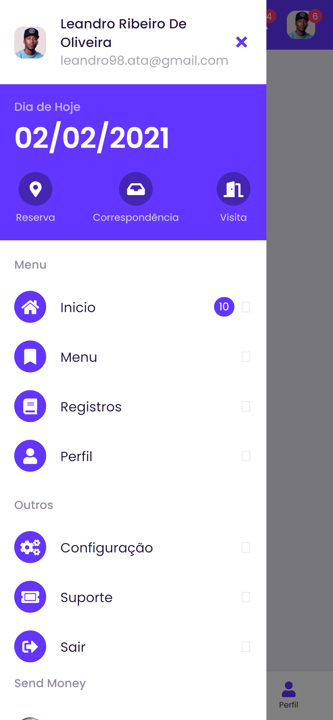 Leandro Ribeiro De
Oliveira
leandro98.ata@gmail.com
4
6
Dia de Hoje
02/02/2021
Reserva
Correspondência
Visita
Menu
Inicio
10
Menu
Registros
Perfil
Outros
Configuração
Suporte
Sair
Send Money
Perfil